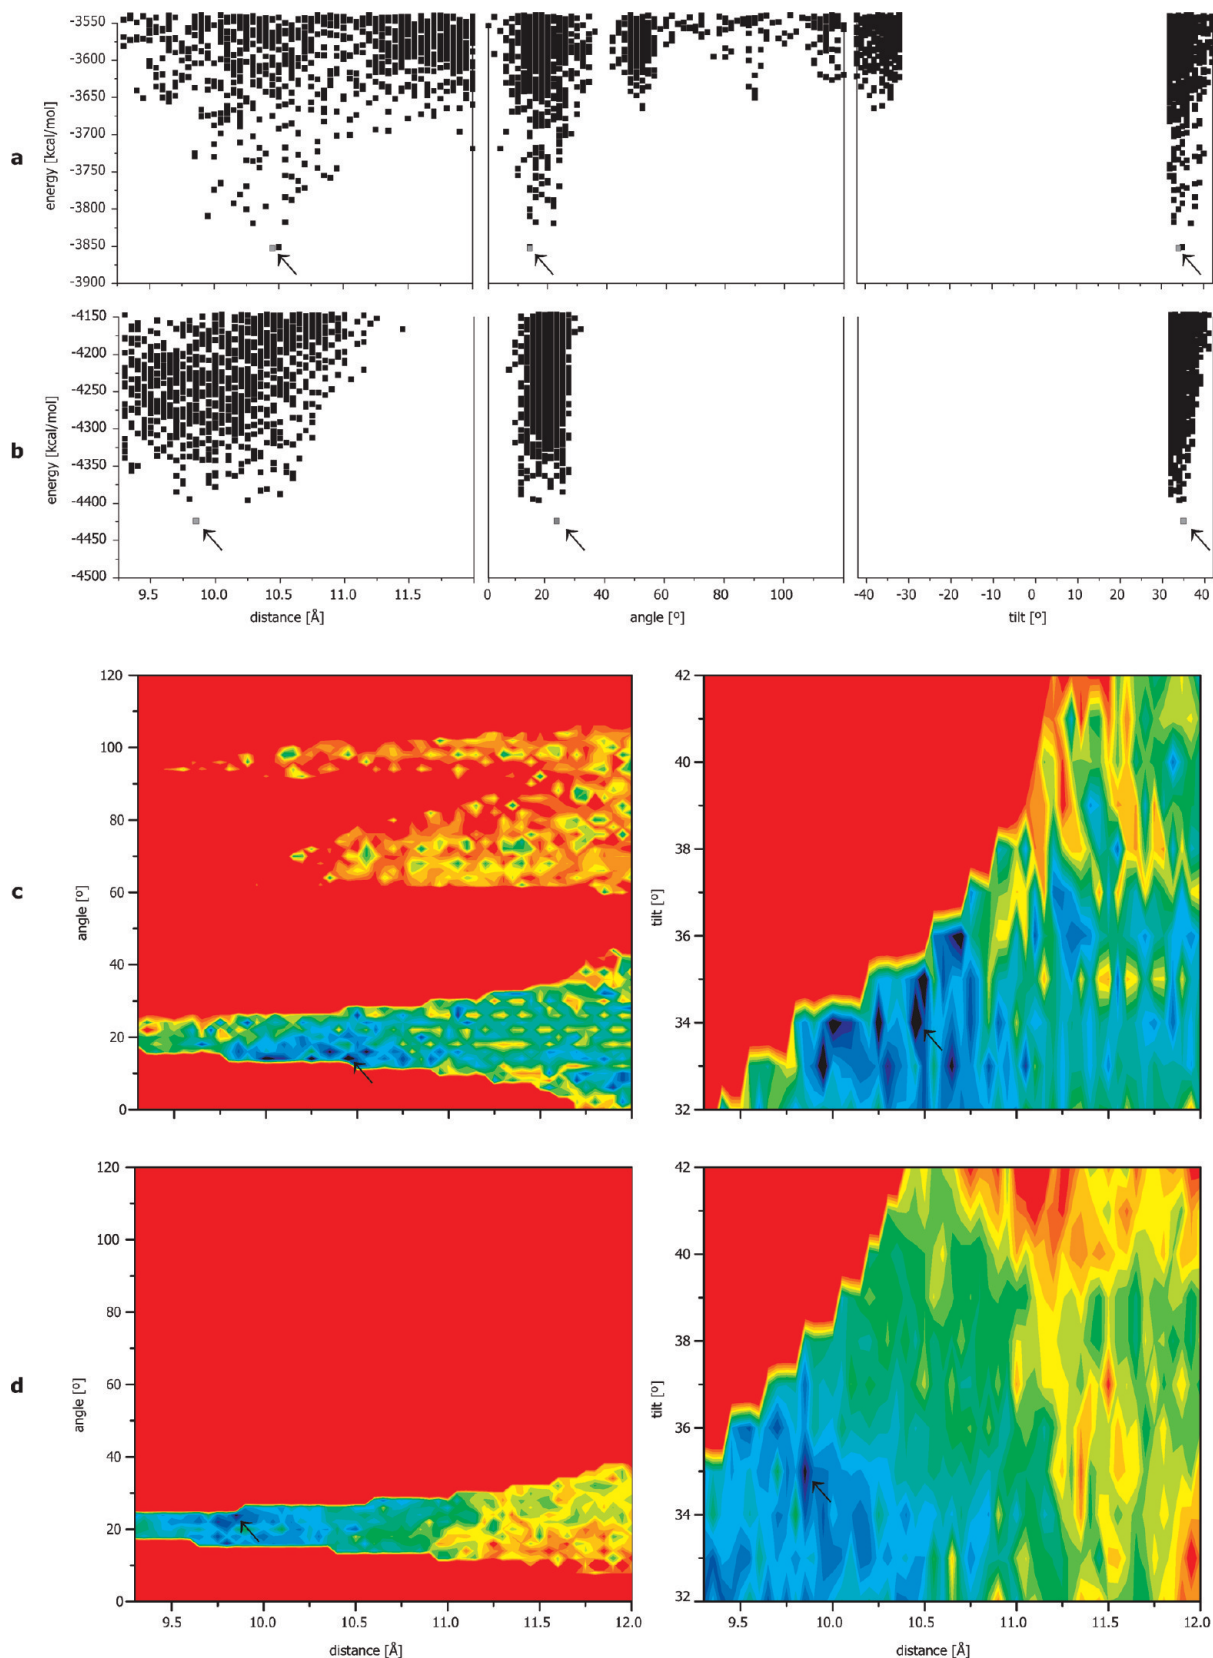 a
energy [kcal/mol]
-3550
-3600
-3650
-3700
-3750
-3800
-3850
-3900
b
energy [kcal/mol]
-4150
-4200
-4250
-4300
-4350
-4400
-4450
-4500
9.5 10.0 10.5 11.0 11.5 0 20 40 60 80 100 -40 -30 -20 -10 0 10 20 30 40
distance [Å] angle [º] tilt [º]
c
angle [º]
120
100
80
60
40
20
0
tilt [º]
42
40
38
36
34
32
d
angle [º]
120
100
80
60
40
20
0
9.5 10.0 10.5 11.0 11.5 12.0
distance [Å]
tilt [º]
42
40
38
36
34
32
9.5 10.0 10.5 11.0 11.5 12.0
distance [Å]